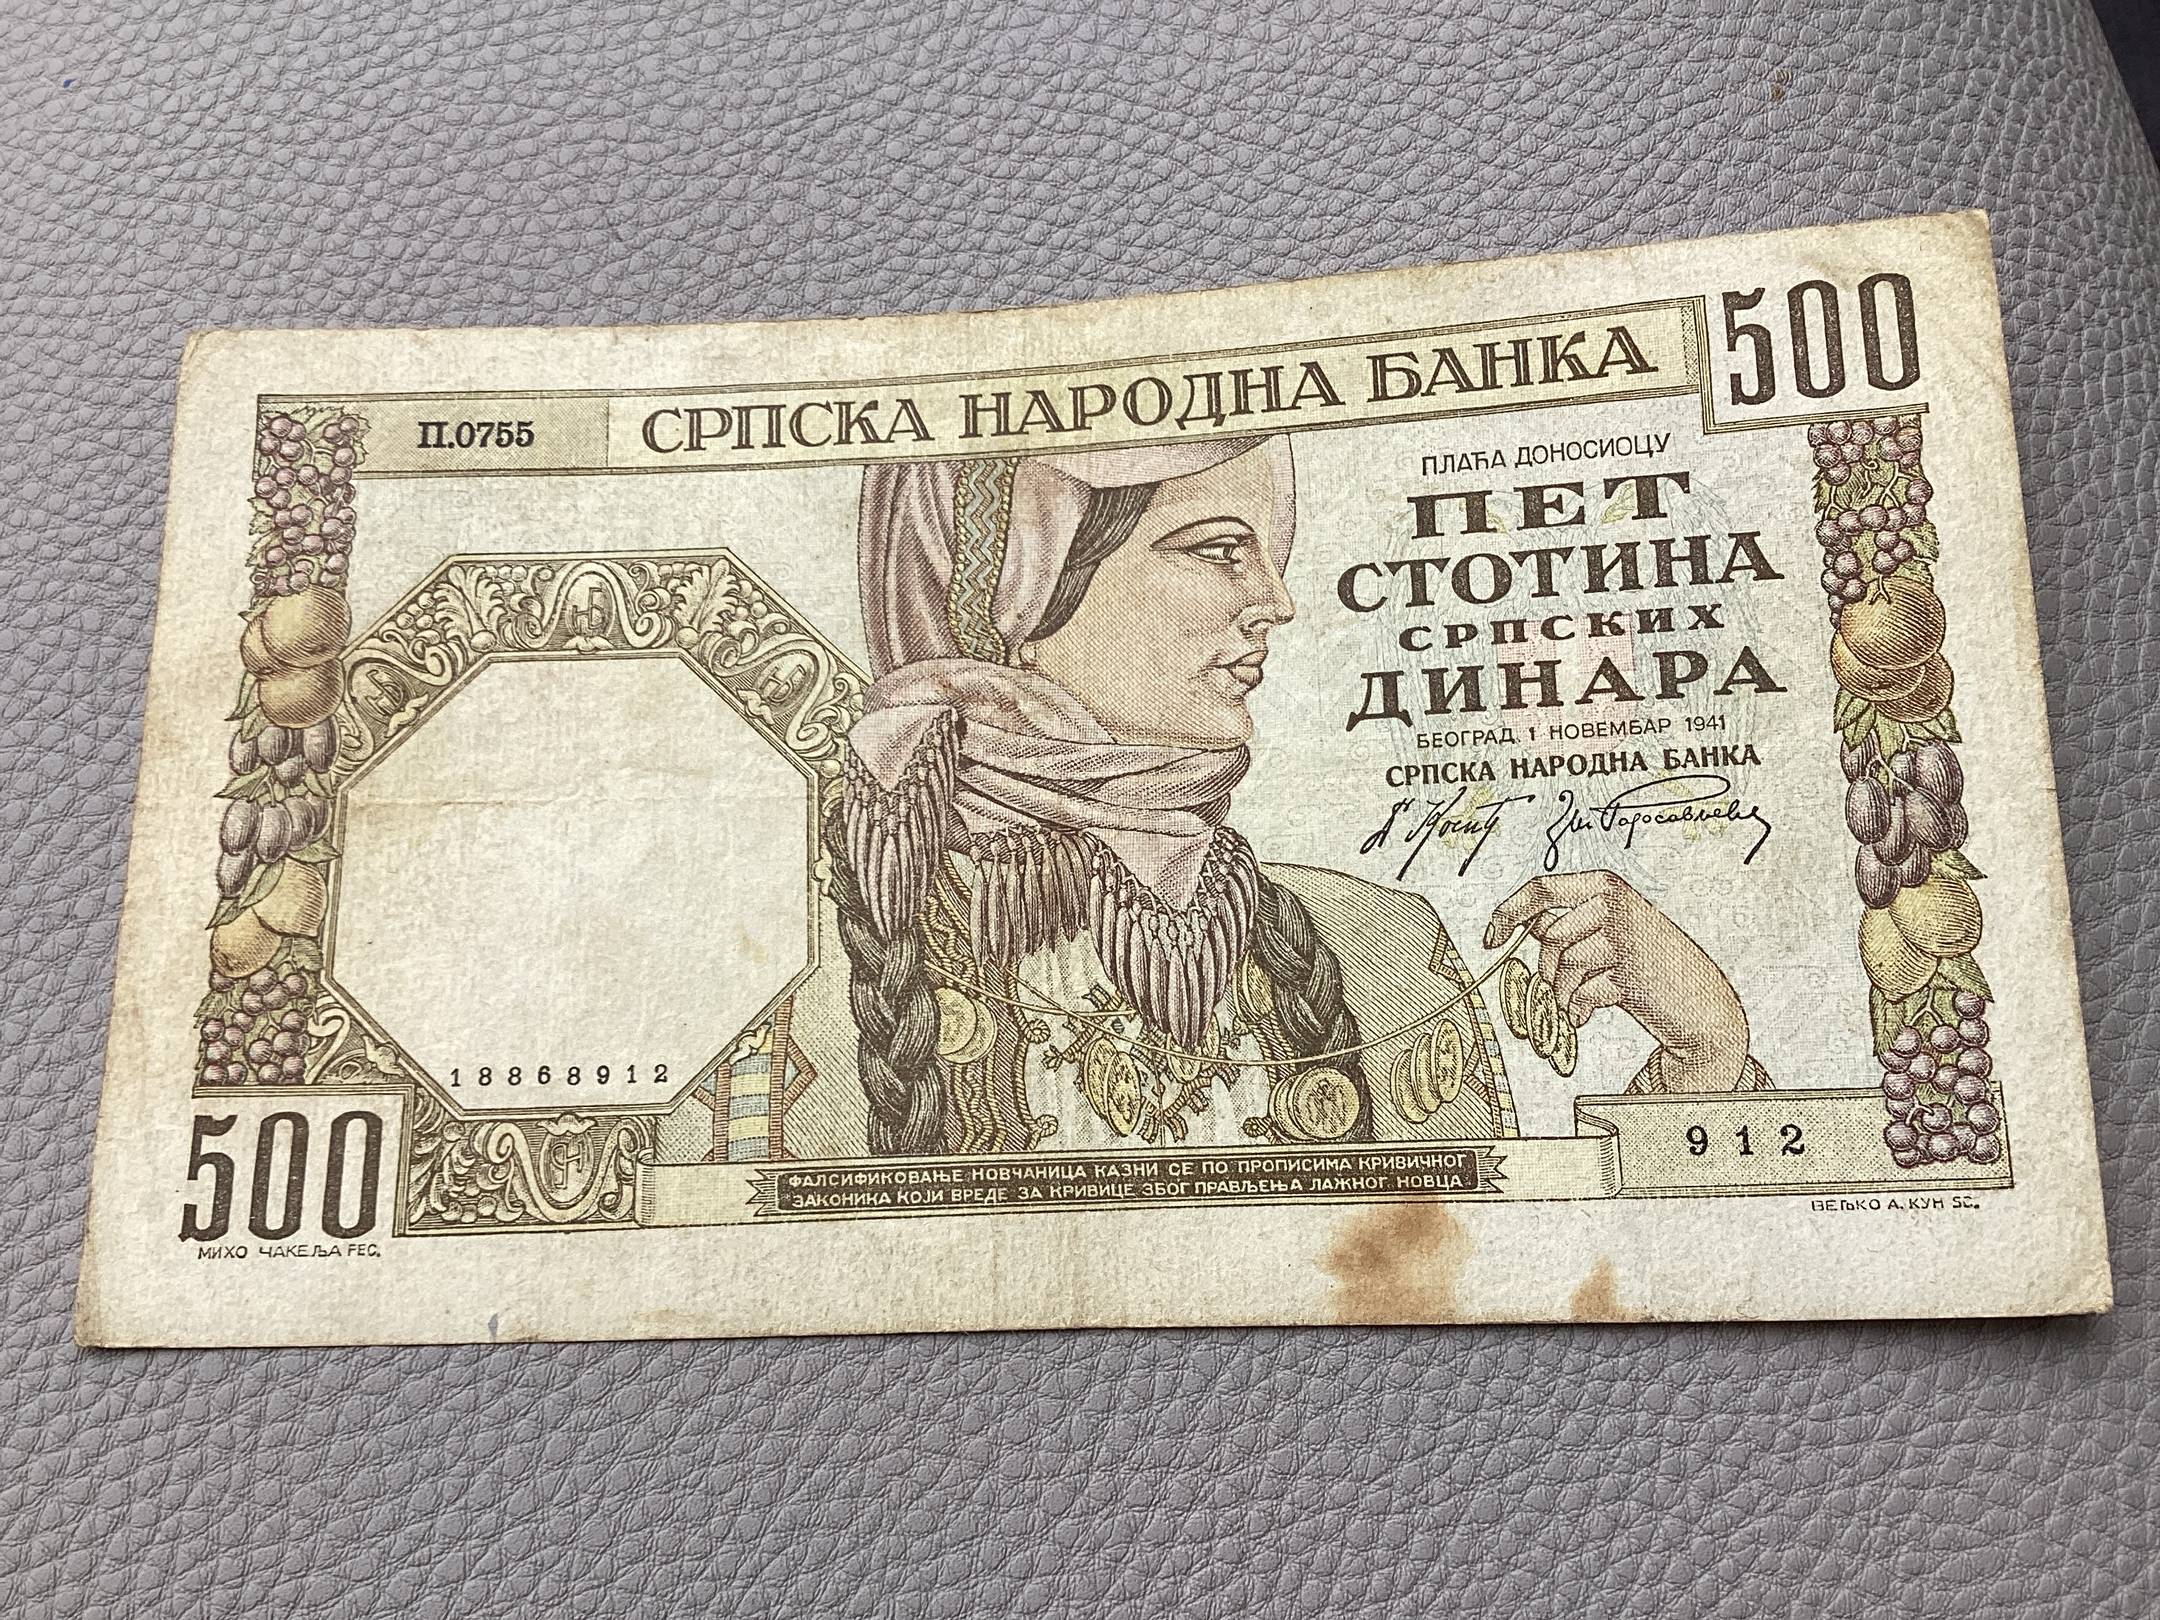 500
П.0755
СРПСКА НАРОДНА БАНКА
ПЛАЋА ДОНОСИОЦУ
ПЕТ
СТОТИНА
СРПСКИХ
ДИНАРА
БЕОГРАД. 1 НОВЕМБАР 1941
СРПСКА НАРОДНА БАНКА
18868912
912
500
ФАЛСИФИКОВАЊЕ НОВЧАНИЦА КАЗНИ СЕ ПО ПРОПИСИМА КРИВИЧНОГ
ЗАКОНИКА КОЈИ ВРЕДЕ ЗА КРИВИЦЕ ЗБОГ ПРАВЉЕЊА ЛАЖНОГ НОВЦА
МИХО ЧАКЕЉА FEC.
ВЕЉКО А. КУН SC.